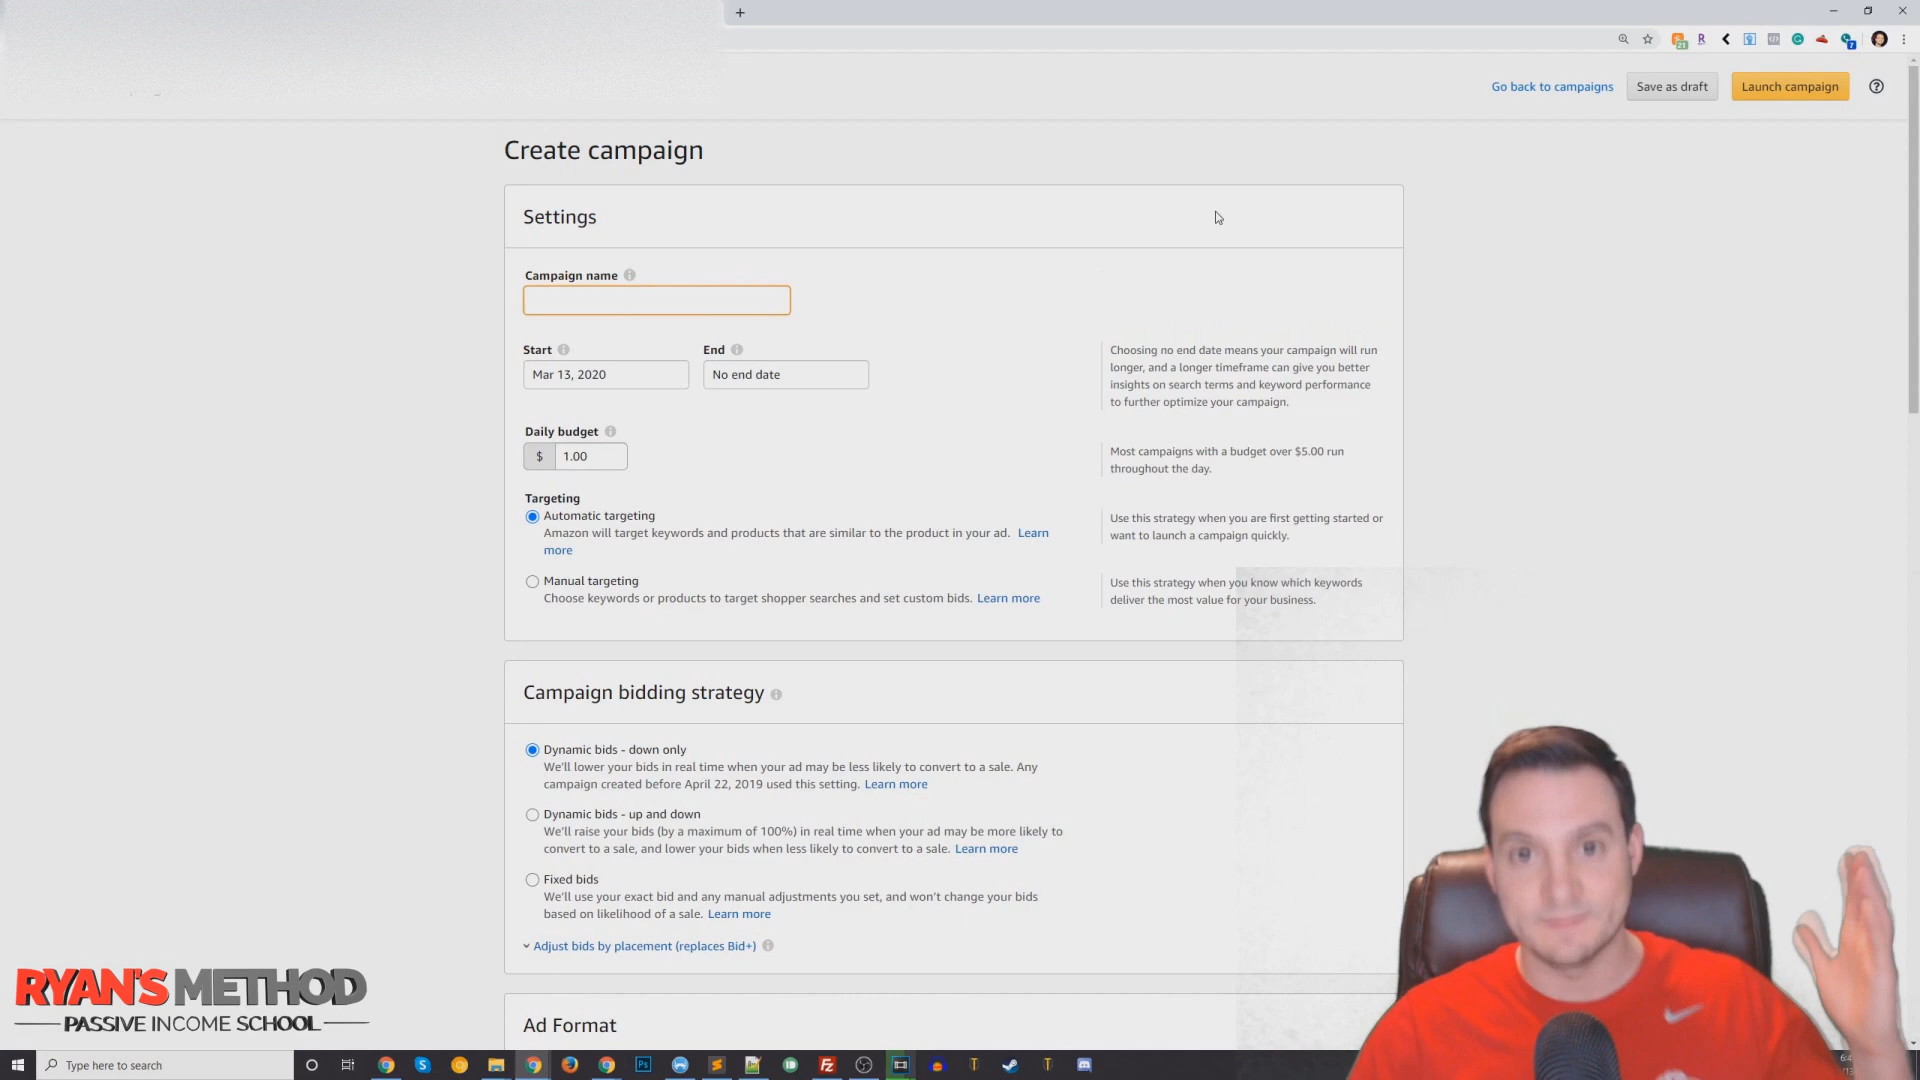 Go back to campaigns
Save as draft
Launch campaign
Create campaign
Settings
Campaign name
Start
End
Mar 13, 2020
No end date
Choosing no end date means your campaign will run
longer, and a longer timeframe can give you better
insights on search terms and keyword performance
to further optimize your campaign.
Daily budget
$ 1.00
Most campaigns with a budget over $5.00 run
throughout the day.
Targeting
Automatic targeting
Amazon will target keywords and products that are similar to the product in your ad. Learn
more
Use this strategy when you are first getting started or
want to launch a campaign quickly.
Manual targeting
Choose keywords or products to target shopper searches and set custom bids. Learn more
Use this strategy when you know which keywords
deliver the most value for your business.
Campaign bidding strategy
Dynamic bids - down only
We'll lower your bids in real time when your ad may be less likely to convert to a sale. Any
campaign created before April 22, 2019 used this setting. Learn more
Dynamic bids - up and down
We'll raise your bids (by a maximum of 100%) in real time when your ad may be more likely to
convert to a sale, and lower your bids when less likely to convert to a sale. Learn more
Fixed bids
We'll use your exact bid and any manual adjustments you set, and won't change your bids
based on likelihood of a sale. Learn more
Adjust bids by placement (replaces Bid+)
Ad Format
RYAN'S METHOD
PASSIVE INCOME SCHOOL
Type here to search